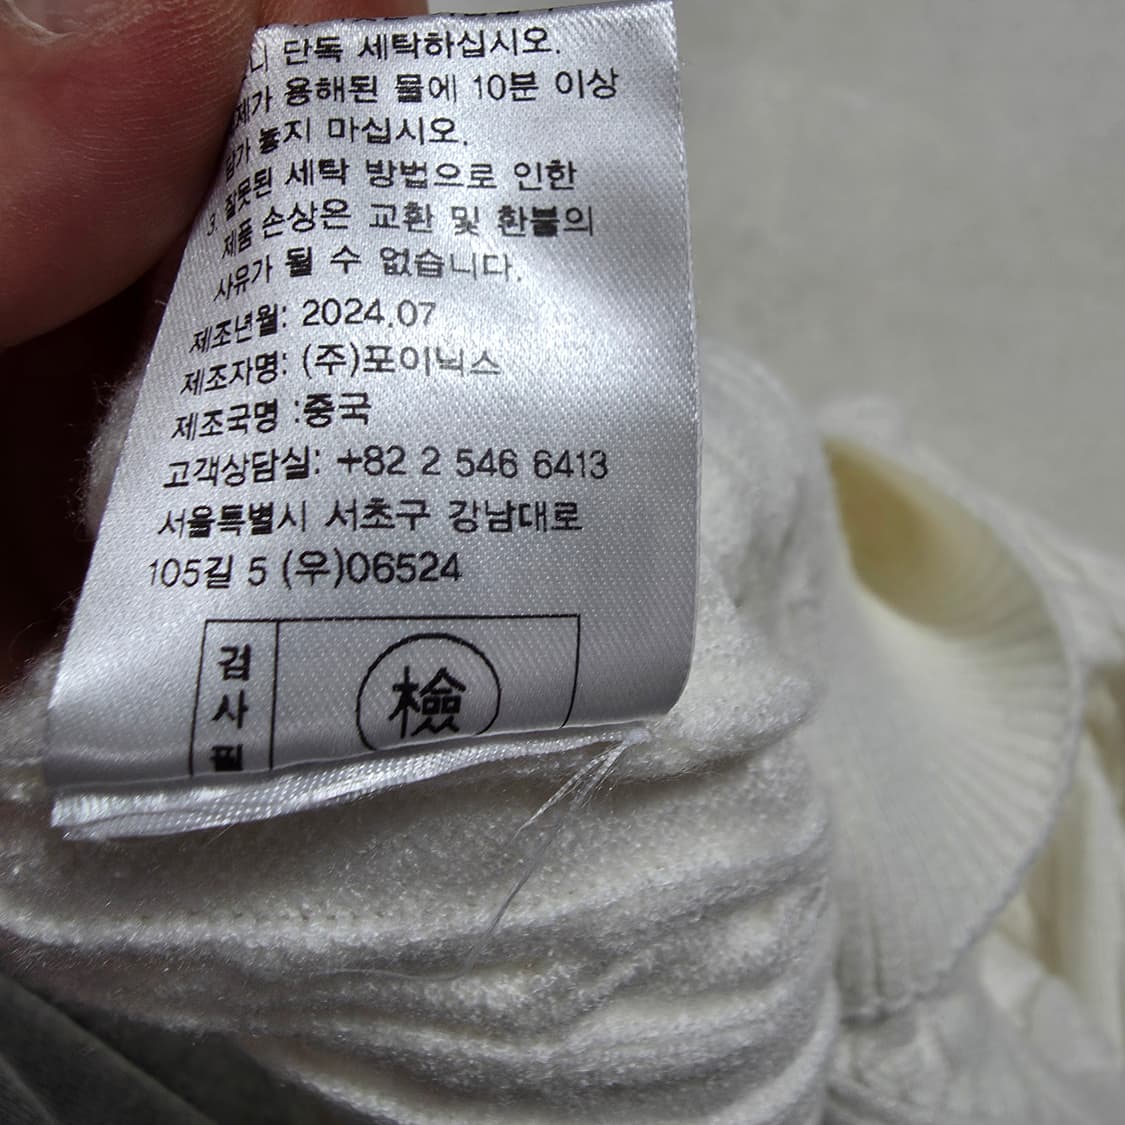 단독 세탁하십시오.
용해된 물에 10분 이상
담가 놓지 마십시오.
3. 잘못된 세탁 방법으로 인한
제품 손상은 교환 및 환불의
사유가 될 수 없습니다.
제조년월: 2024.07
제조자명: (주)포이닉스
제조국명 :중국
고객상담실: +82 2 546 6413
서울특별시 서초구 강남대로
105길 5 (우)06524
검사필
檢